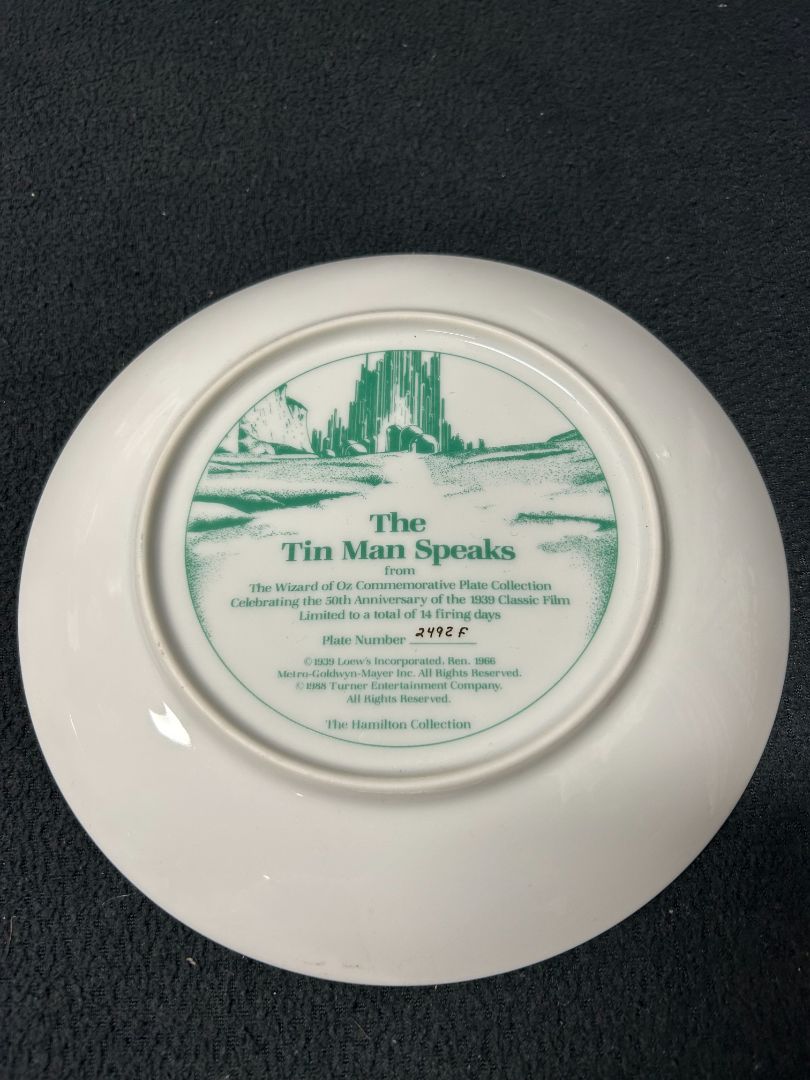 The
Tin Man Speaks
from
The Wizard of Oz Commemorative Plate Collection
Celebrating the 50th Anniversary of the 1939 Classic Film
Limited to a total of 14 firing days
Plate Number 2492 F
©1939 Loew's Incorporated, Ren. 1966
Metro-Goldwyn-Mayer Inc. All Rights Reserved.
©1988 Turner Entertainment Company.
All Rights Reserved.
The Hamilton Collection